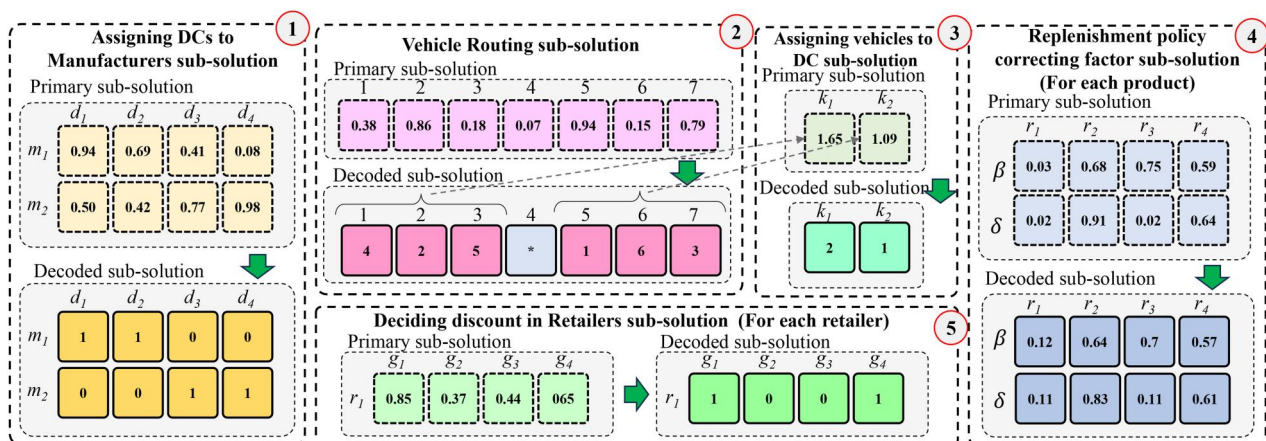 1
Assigning DCs to
Manufacturers sub-solution
Primary sub-solution
d1 d2 d3 d4
m1 0.94 0.69 0.41 0.08
m2 0.50 0.42 0.77 0.98
Decoded sub-solution
d1 d2 d3 d4
m1 1 1 0 0
m2 0 0 1 1
2
Vehicle Routing sub-solution
Primary sub-solution
1 2 3 4 5 6 7
0.38 0.86 0.18 0.07 0.94 0.15 0.79
Decoded sub-solution
1 2 3 4 5 6 7
4 2 5 * 1 6 3
3
Assigning vehicles to
DC sub-solution
Primary sub-solution
k1 k2
1.65 1.09
Decoded sub-solution
k1 k2
2 1
4
Replenishment policy
correcting factor sub-solution
(For each product)
Primary sub-solution
r1 r2 r3 r4
β 0.03 0.68 0.75 0.59
δ 0.02 0.91 0.02 0.64
Decoded sub-solution
r1 r2 r3 r4
β 0.12 0.64 0.7 0.57
δ 0.11 0.83 0.11 0.61
5
Deciding discount in Retailers sub-solution (For each retailer)
Primary sub-solution
g1 g2 g3 g4
r1 0.85 0.37 0.44 065
Decoded sub-solution
g1 g2 g3 g4
r1 1 0 0 1